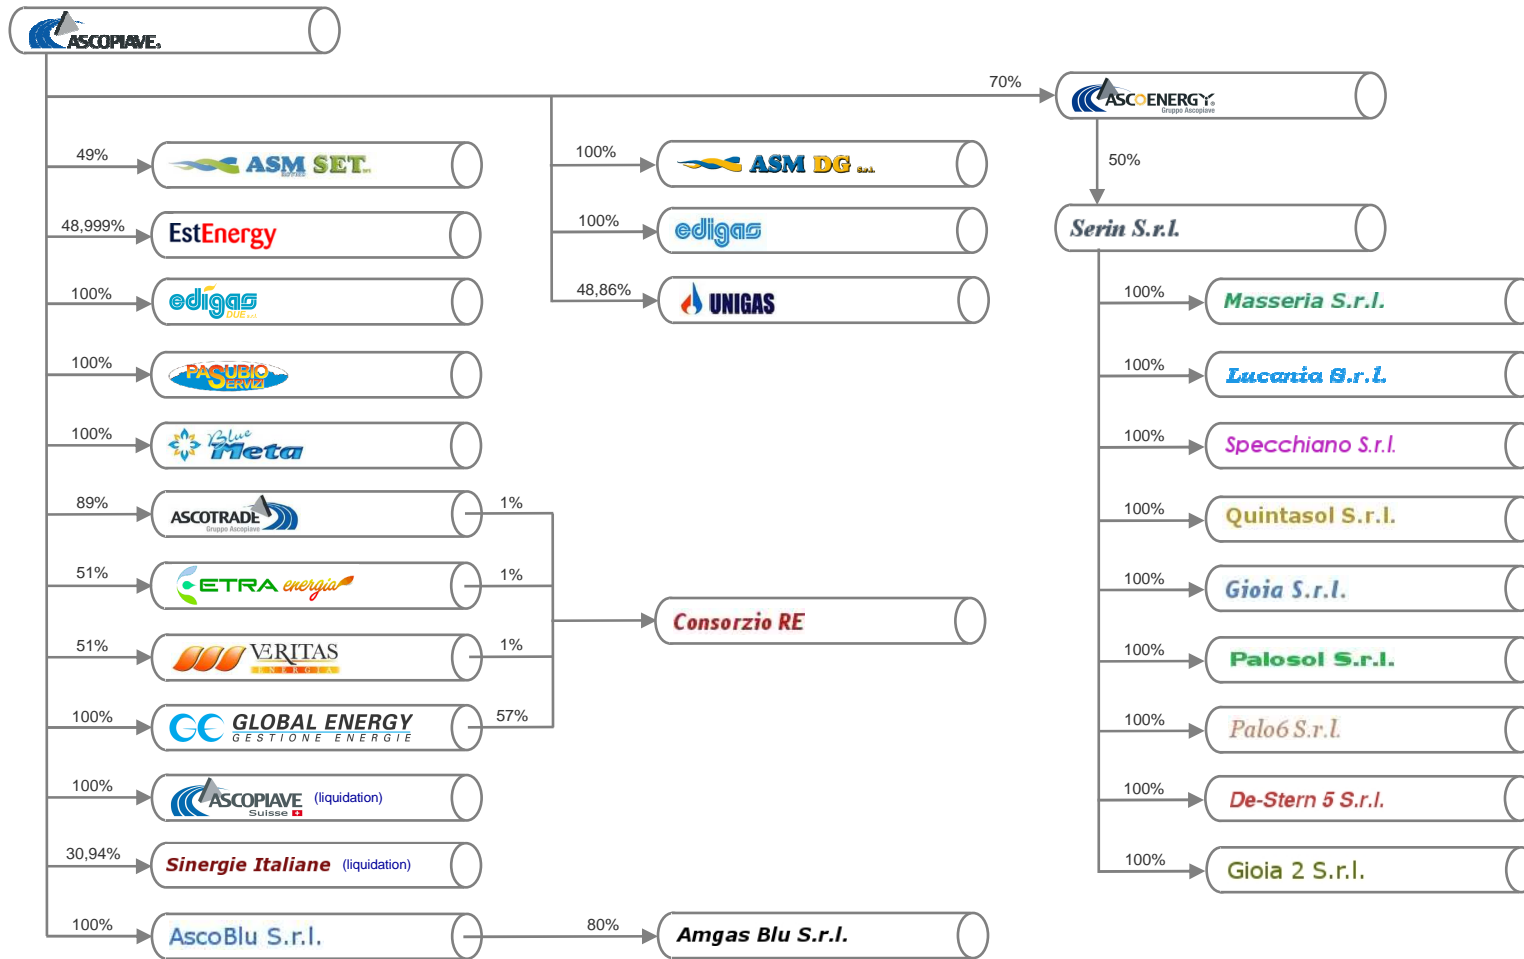 ASCOPIAVE
70%
ASCOENERGY
Gruppo Ascopiave
49%
ASM SET
100%
ASM DG S.r.l.
50%
48,999%
EstEnergy
100%
edigas
Serin S.r.l.
100%
edigas
DUE
48,86%
UNIGAS
100%
Masseria S.r.l.
100%
PASUBIO
SERVIZI
100%
Lucania S.r.l.
100%
Blue
Meta
100%
Specchiano S.r.l.
89%
ASCOTRADE
Gruppo Ascopiave
1%
100%
Quintasol S.r.l.
51%
ETRA energia
1%
100%
Gioia S.r.l.
Consorzio RE
51%
VERITAS
ENERGIA
1%
100%
Palosol S.r.l.
100%
GE GLOBAL ENERGY
GESTIONE ENERGIE
57%
100%
Palo6 S.r.l.
100%
ASCOPIAVE
Suisse
(liquidation)
100%
De-Stern 5 S.r.l.
30,94%
Sinergie Italiane (liquidation)
100%
Gioia 2 S.r.l.
100%
AscoBlu S.r.l.
80%
Amgas Blu S.r.l.